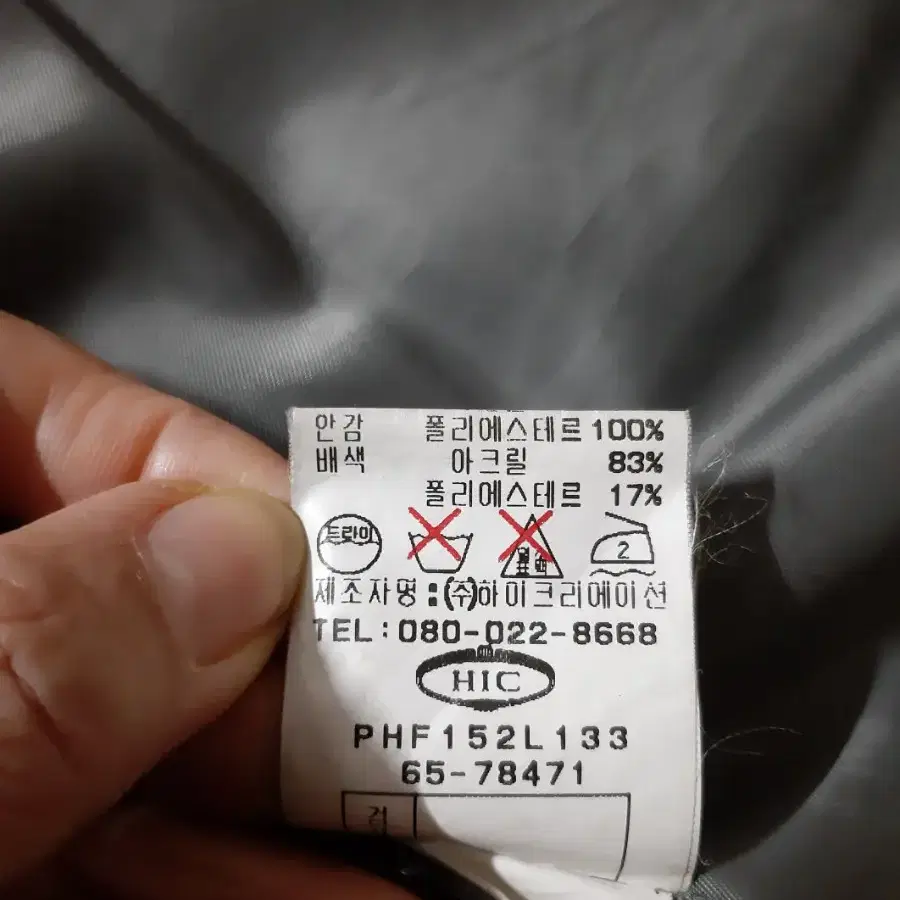 안감 폴리에스테르 100%
배색 아크릴 83%
폴리에스테르 17%
드라이 표백 2
제조자명 : (주)하이크리에이션
TEL : 080-022-8668
HIC
PHF152L133
65-78471